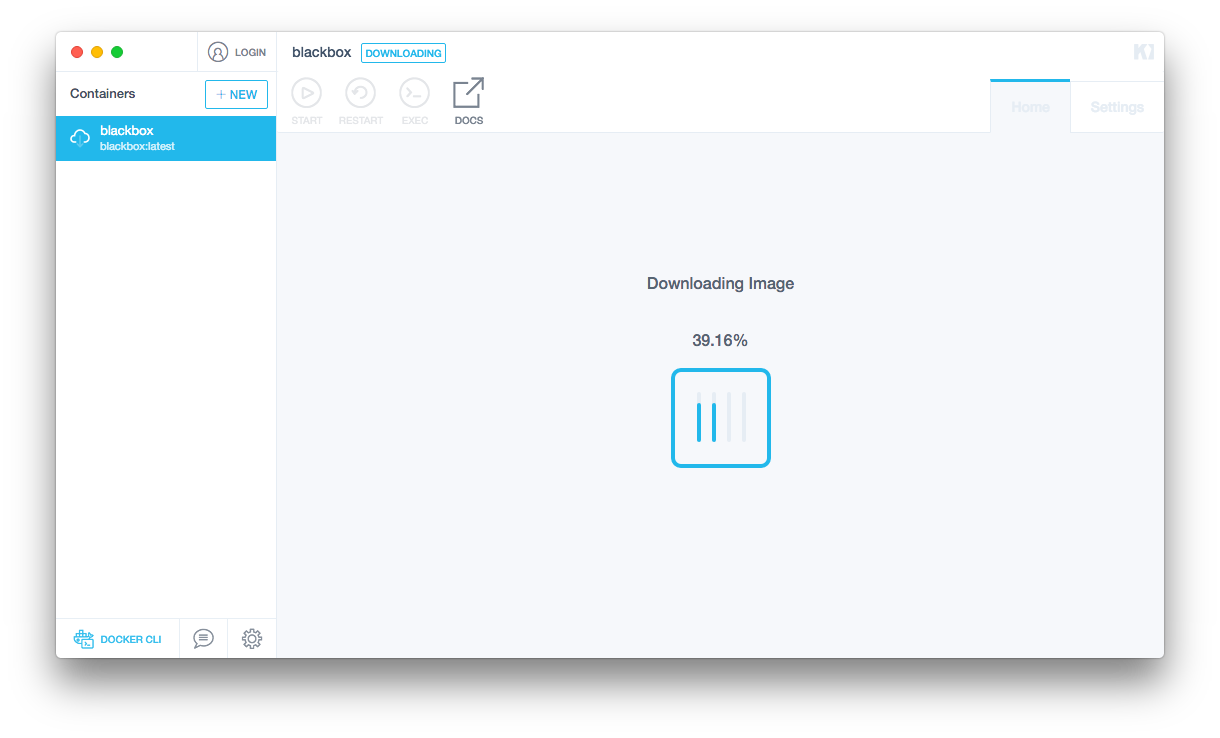 LOGIN
blackbox
DOWNLOADING
Containers
+ NEW
START
RESTART
EXEC
DOCS
Home
Settings
blackbox
blackbox:latest
Downloading Image
39.16%
DOCKER CLI